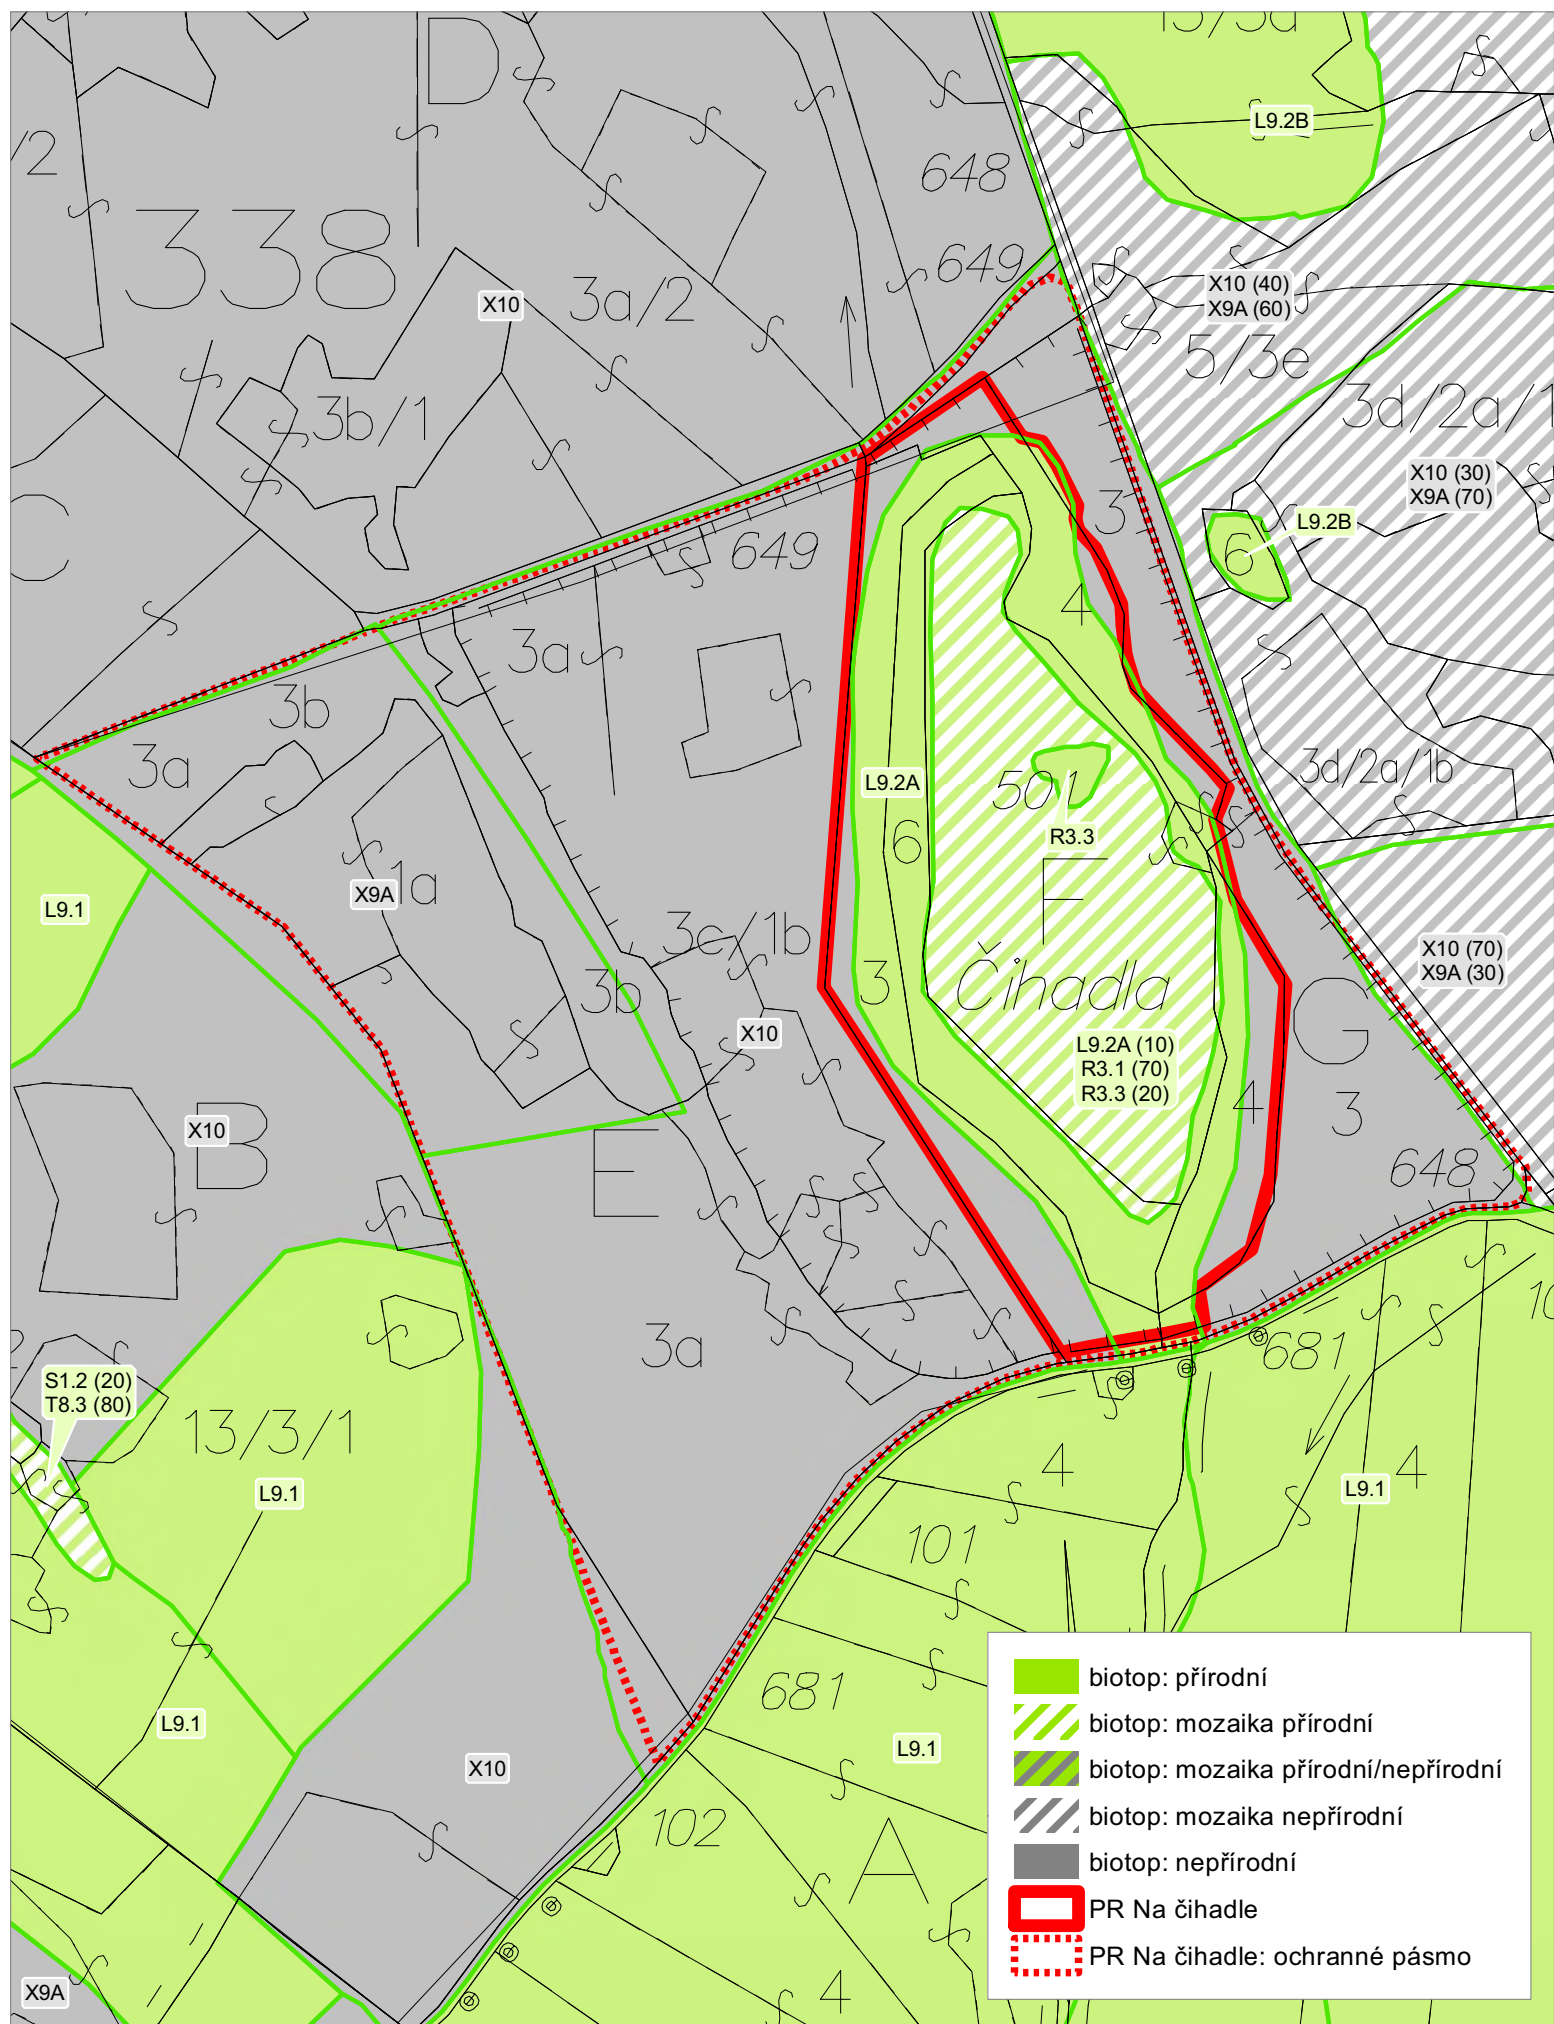 13/3a
D
L9.2B
/2
648
338
649
X10 (40)
X9A (60)
3a/2
X10
5/3e
3d/2a/1
3b/1
X10 (30)
X9A (70)
C
3
L9.2B
649
6
4
3a
3b
3a
3d/2a/1b
L9.2A
501
R3.3
6
X9A
1a
F
L9.1
3c/1b
X10 (70)
X9A (30)
3b
3
Čihadla
G
X10
L9.2A (10)
R3.1 (70)
R3.3 (20)
4
3
X10
B
E
648
10
3a
681
2
S1.2 (20)
T8.3 (80)
13/3/1
4
4
L9.1
L9.1
101
681
L9.1
L9.1
X10
102
A
X9A
4
biotop: přírodní
biotop: mozaika přírodní
biotop: mozaika přírodní/nepřírodní
biotop: mozaika nepřírodní
biotop: nepřírodní
PR Na čihadle
PR Na čihadle: ochranné pásmo